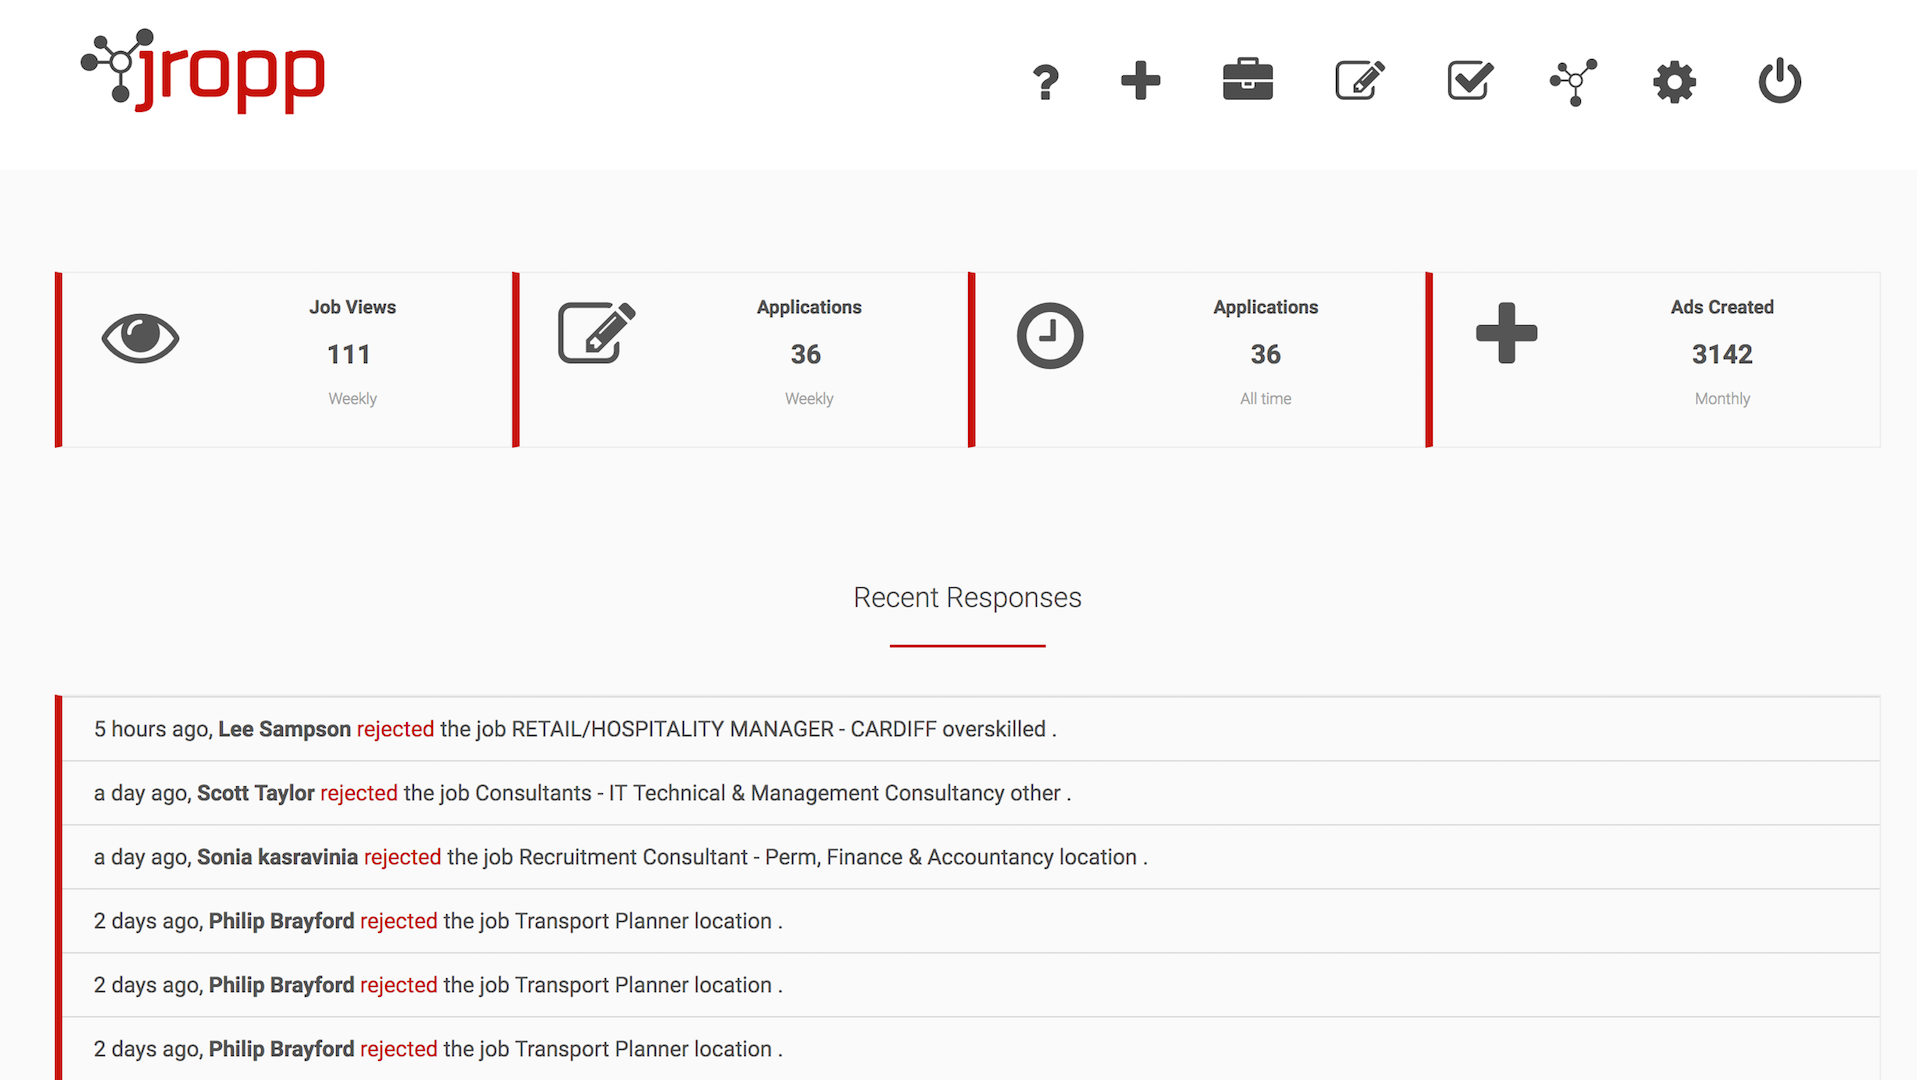 jropp
Job Views
111
Weekly
Applications
36
Weekly
Applications
36
All time
Ads Created
3142
Monthly
Recent Responses
5 hours ago, Lee Sampson rejected the job RETAIL/HOSPITALITY MANAGER - CARDIFF overskilled .
a day ago, Scott Taylor rejected the job Consultants - IT Technical & Management Consultancy other .
a day ago, Sonia kasravinia rejected the job Recruitment Consultant - Perm, Finance & Accountancy location .
2 days ago, Philip Brayford rejected the job Transport Planner location .
2 days ago, Philip Brayford rejected the job Transport Planner location .
2 days ago, Philip Brayford rejected the job Transport Planner location .